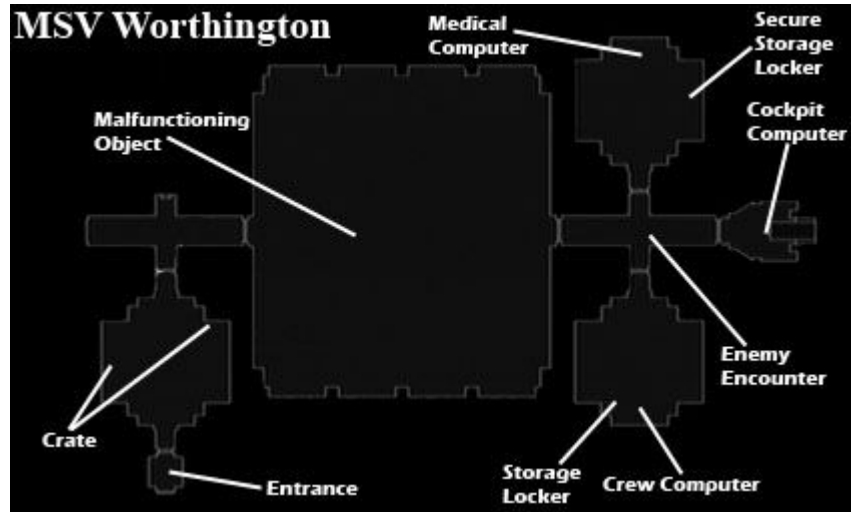 MSV Worthington
Medical
Computer
Secure
Storage
Locker
Malfunctioning
Object
Cockpit
Computer
Enemy
Encounter
Crate
Entrance
Storage
Locker
Crew Computer